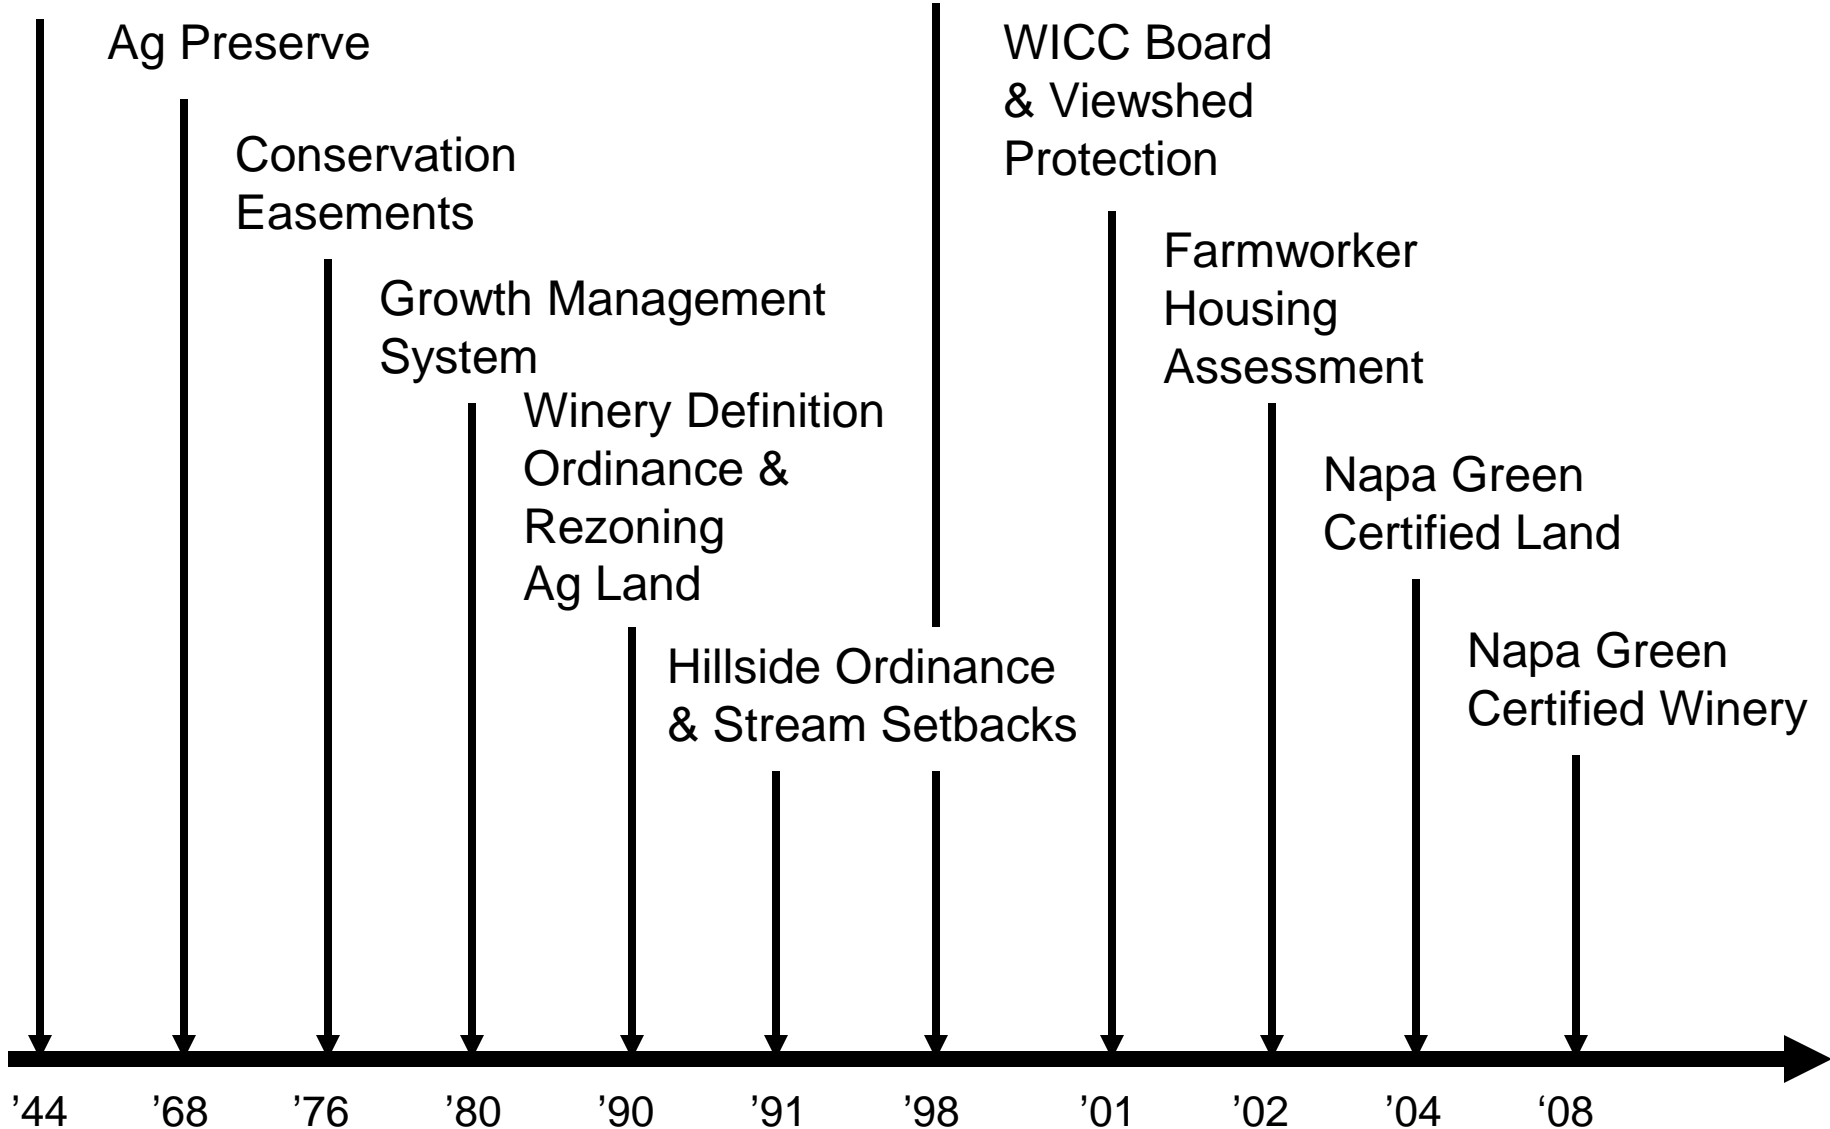 Ag Preserve
Conservation
Easements
Growth Management
System
Winery Definition
Ordinance &
Rezoning
Ag Land
Hillside Ordinance
& Stream Setbacks
WICC Board
& Viewshed
Protection
Farmworker
Housing
Assessment
Napa Green
Certified Land
Napa Green
Certified Winery
’44 ’68 ’76 ’80 ’90 ’91 ’98 ’01 ’02 ’04 ‘08